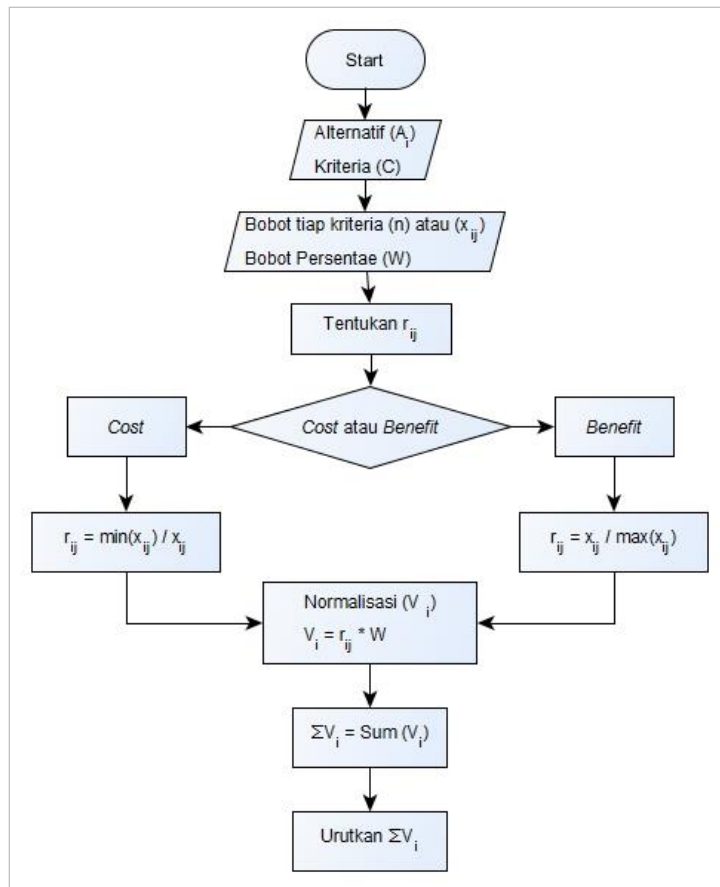 Start
Alternatif (Ai)
Kriteria (C)
Bobot tiap kriteria (n) atau (xij)
Bobot Persentae (W)
Tentukan rij
Cost
Cost atau Benefit
Benefit
rij = min(xij) / xij
rij = xij / max(xij)
Normalisasi (Vi)
Vi = rij * W
ΣVi = Sum (Vi)
Urutkan ΣVi